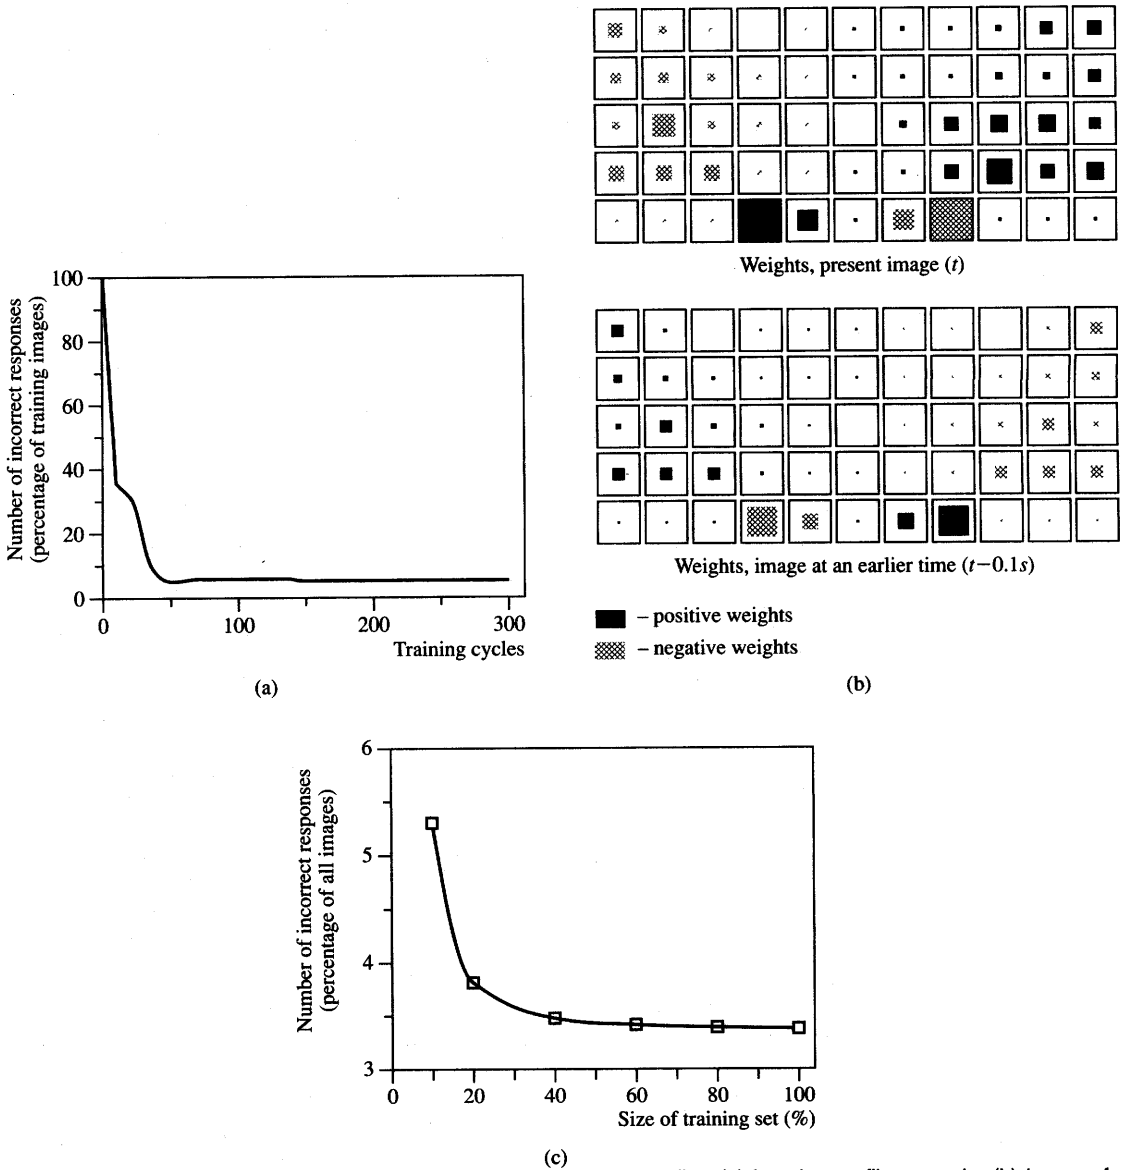 Weights, present image (t)
100
80
60
40
20
0
Number of incorrect responses
(percentage of training images)
0 100 200 300
Training cycles
(a)
Weights, image at an earlier time (t−0.1s)
– positive weights
– negative weights
(b)
6
5
4
3
Number of incorrect responses
(percentage of all images)
0 20 40 60 80 100
Size of training set (%)
(c)